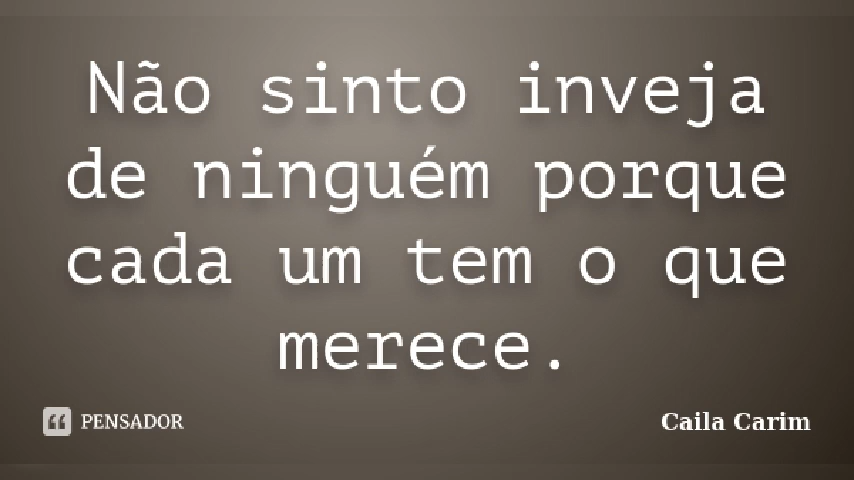 Não sinto inveja
de ninguém porque
cada um tem o que
merece.
PENSADOR
Caila Carim